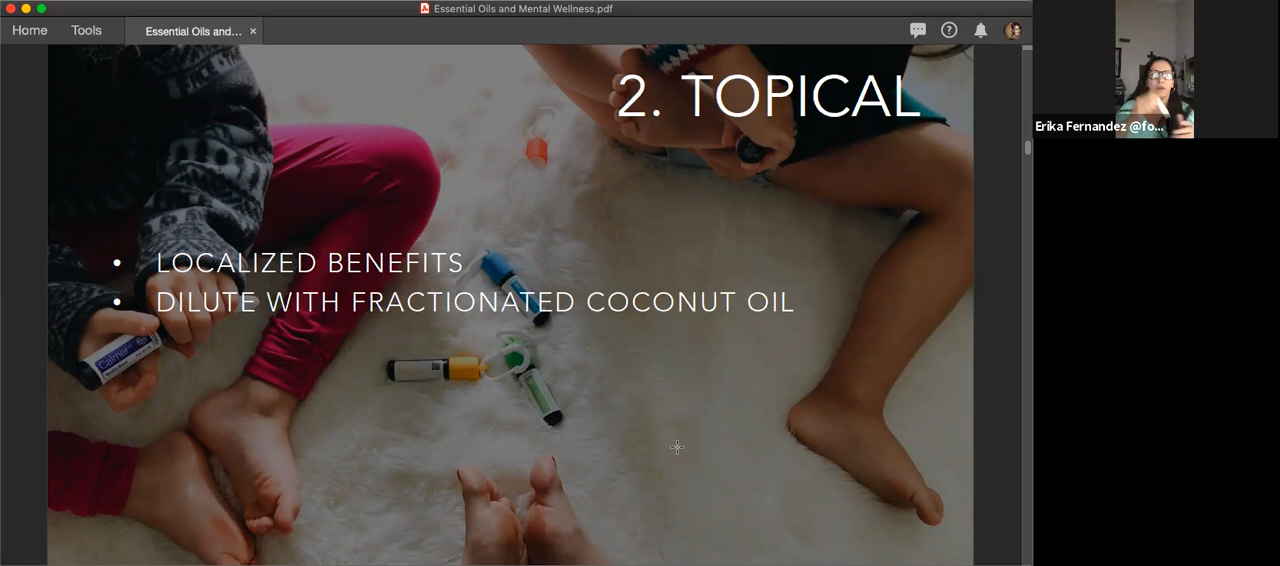 Essential Oils and Mental Wellness.pdf
Home
Tools
Essential Oils and...
2. TOPICAL
• LOCALIZED BENEFITS
• DILUTE WITH FRACTIONATED COCONUT OIL
Calmer
Erika Fernandez @fo...